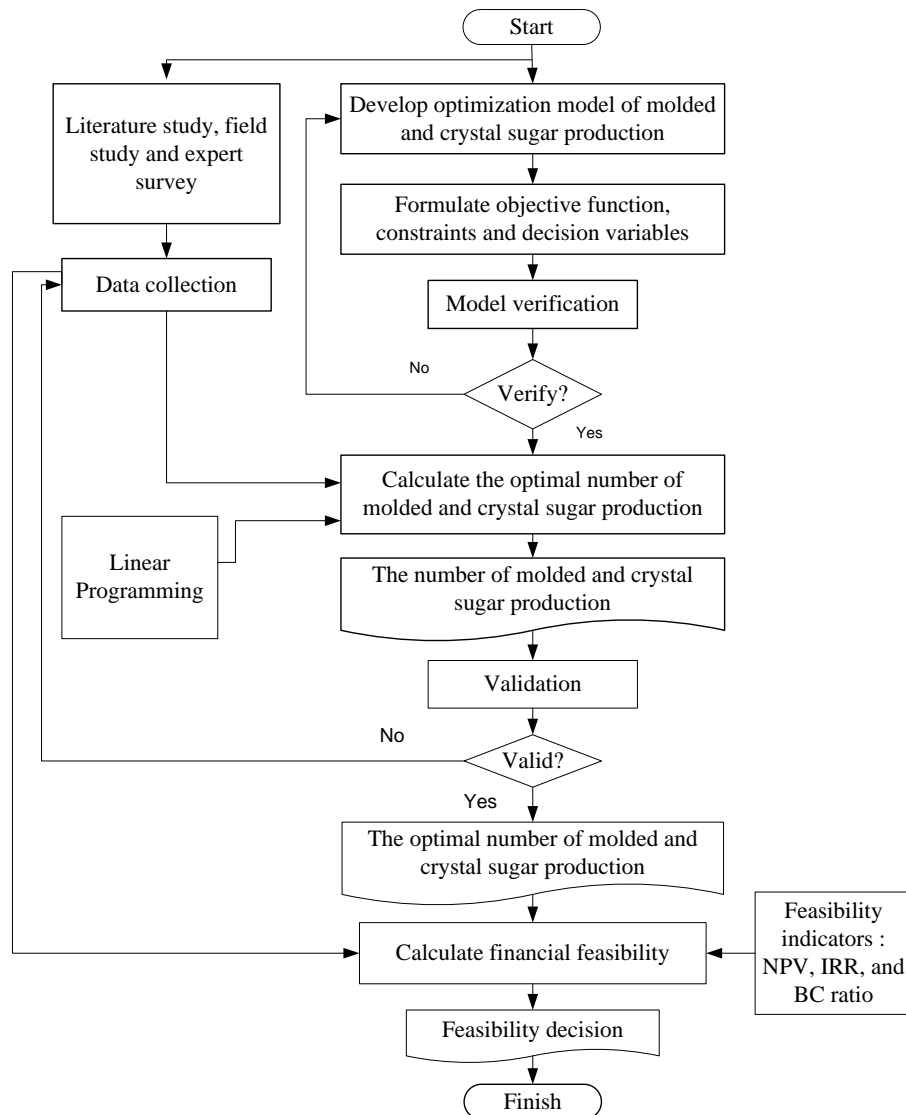 Start
Literature study, field
study and expert
survey
Develop optimization model of molded
and crystal sugar production
Formulate objective function,
constraints and decision variables
Data collection
Model verification
No
Verify?
Yes
Calculate the optimal number of
molded and crystal sugar production
Linear
Programming
The number of molded and crystal
sugar production
Validation
No
Valid?
Yes
The optimal number of molded and
crystal sugar production
Feasibility
indicators :
NPV, IRR, and
BC ratio
Calculate financial feasibility
Feasibility decision
Finish